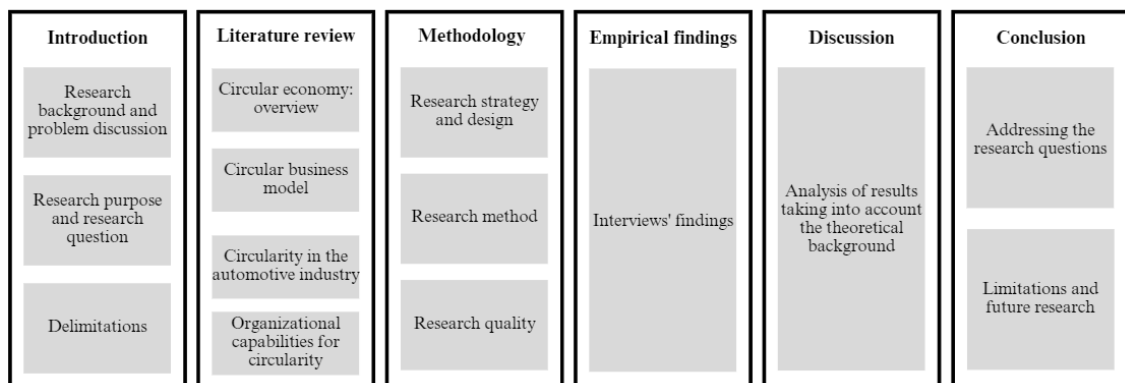 Introduction
Research
background and
problem discussion
Research purpose
and research
question
Delimitations
Literature review
Circular economy:
overview
Circular business
model
Circularity in the
automotive industry
Organizational
capabilities for
circularity
Methodology
Research strategy
and design
Research method
Research quality
Empirical findings
Interviews' findings
Discussion
Analysis of results
taking into account
the theoretical
background
Conclusion
Addressing the
research questions
Limitations and
future research